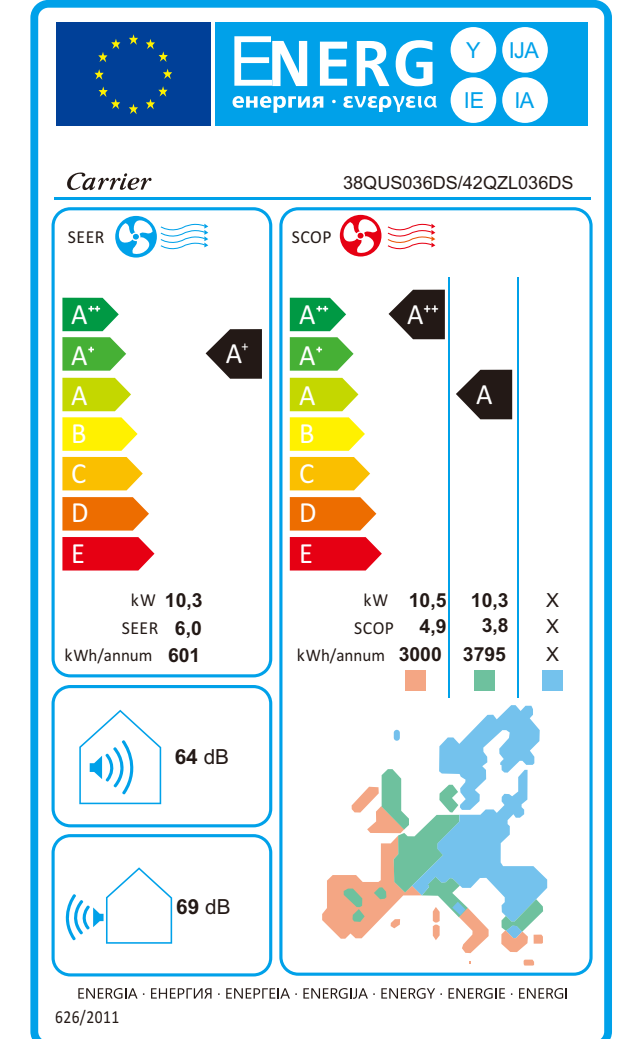 ENERG
енергия · ενεργεια
Y
IJA
IE
IA
Carrier
38QUS036DS/42QZL036DS
SEER
A++
A+
A
B
C
D
E
A+
kW 10,3
SEER 6,0
kWh/annum 601
SCOP
A++
A+
A
B
C
D
E
A++
A
kW 10,5 10,3 X
SCOP 4,9 3,8 X
kWh/annum 3000 3795 X
64 dB
69 dB
ENERGIA · ЕНЕРГИЯ · ΕΝΕΡΓΕΙΑ · ENERGIJA · ENERGY · ENERGIE · ENERGI
626/2011